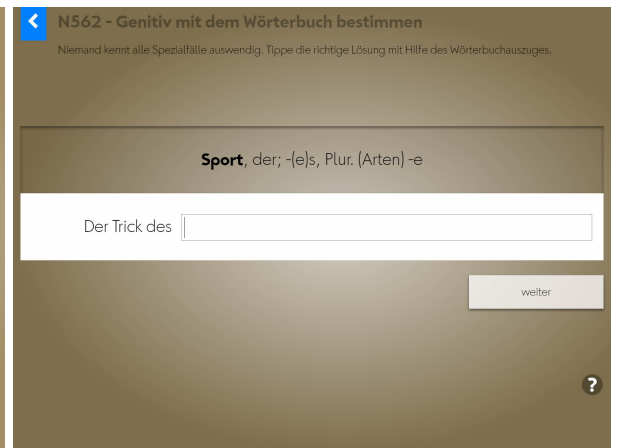 N562 - Genitiv mit dem Wörterbuch bestimmen
Niemand kennt alle Spezialfälle auswendig. Tippe die richtige Lösung mit Hilfe des Wörterbuchauszuges.
Sport, der; -(e)s, Plur. (Arten) -e
Der Trick des
weiter
?